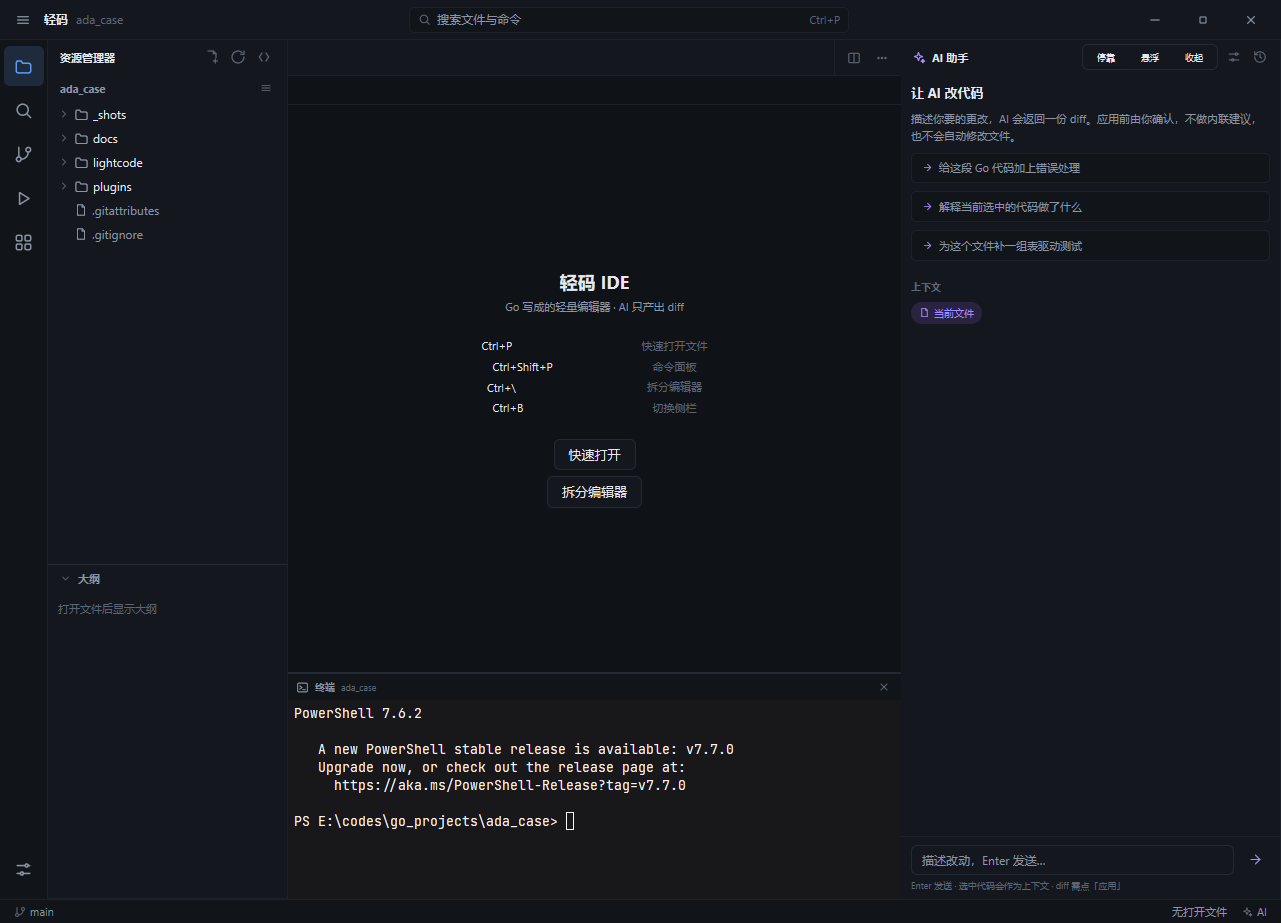 轻码 ada_case
搜索文件与命令 Ctrl+P
资源管理器
ada_case
_shots
docs
lightcode
plugins
.gitattributes
.gitignore
大纲
打开文件后显示大纲
轻码 IDE
Go 写成的轻量编辑器 · AI 只产出 diff
Ctrl+P 快速打开文件
Ctrl+Shift+P 命令面板
Ctrl+\ 拆分编辑器
Ctrl+B 切换侧栏
快速打开
拆分编辑器
终端 ada_case
PowerShell 7.6.2
A new PowerShell stable release is available: v7.7.0
Upgrade now, or check out the release page at:
https://aka.ms/PowerShell-Release?tag=v7.7.0
PS E:\codes\go_projects\ada_case>
AI 助手 停靠 悬浮 收起
让 AI 改代码
描述你要的更改，AI 会返回一份 diff。应用前由你确认，不做内联建议，
也不会自动修改文件。
给这段 Go 代码加上错误处理
解释当前选中的代码做了什么
为这个文件补一组表驱动测试
上下文
当前文件
描述改动，Enter 发送...
Enter 发送 · 选中代码会作为上下文 · diff 需点「应用」
main
无打开文件 AI